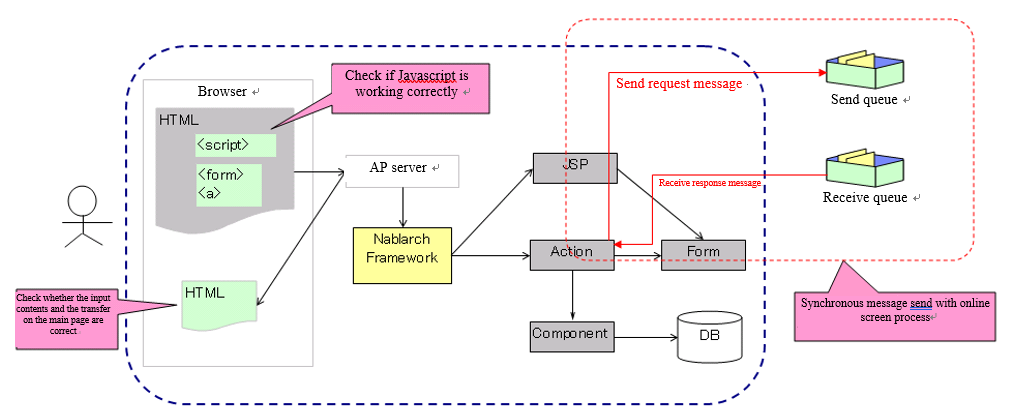 Browser
HTML
<script>
<form>
<a>
Check if Javascript is
working correctly
AP server
Nablarch
Framework
HTML
Check whether the input
contents and the transfer
on the main page are
correct
JSP
Action
Form
Component
DB
Send request message
Receive response message
Send queue
Receive queue
Synchronous message send with online
screen process